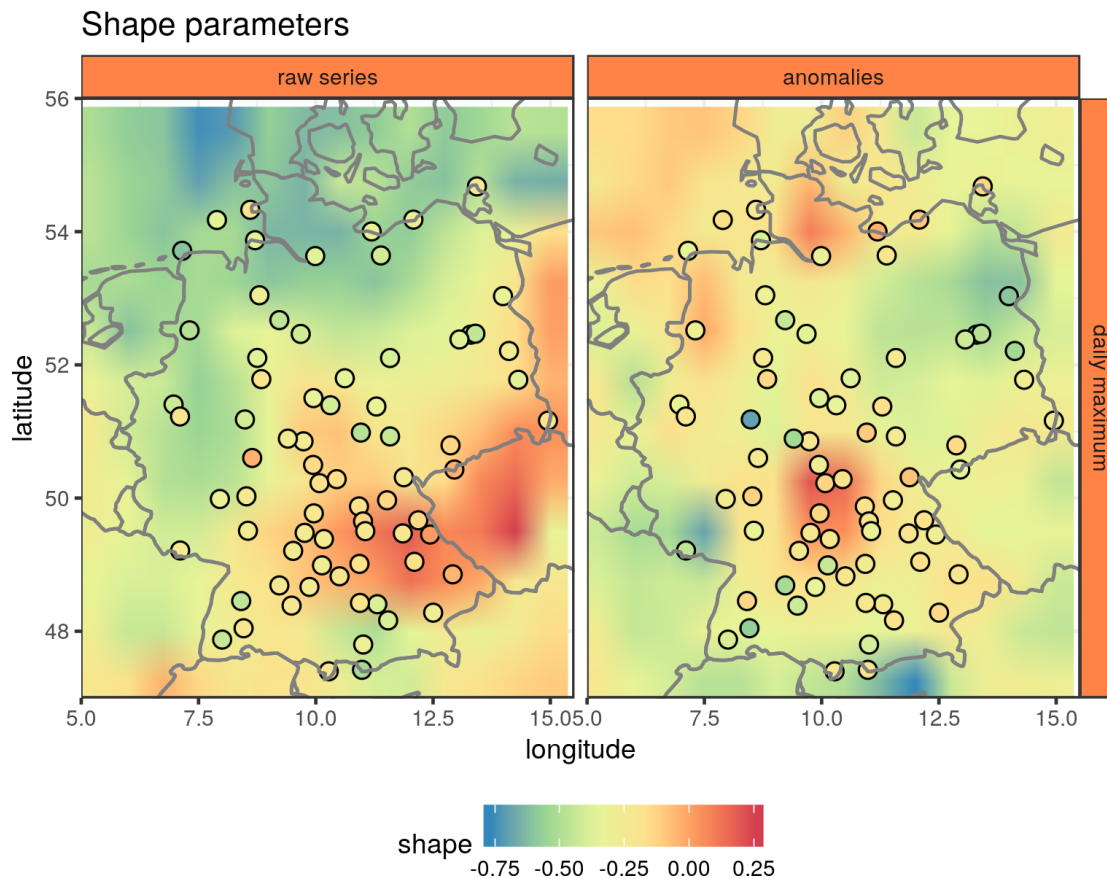 Shape parameters
raw series anomalies
56
54
52
50
48
latitude
daily maximum
5.0 7.5 10.0 12.5 15.0 5.0 7.5 10.0 12.5 15.0
longitude
shape
-0.75 -0.50 -0.25 0.00 0.25